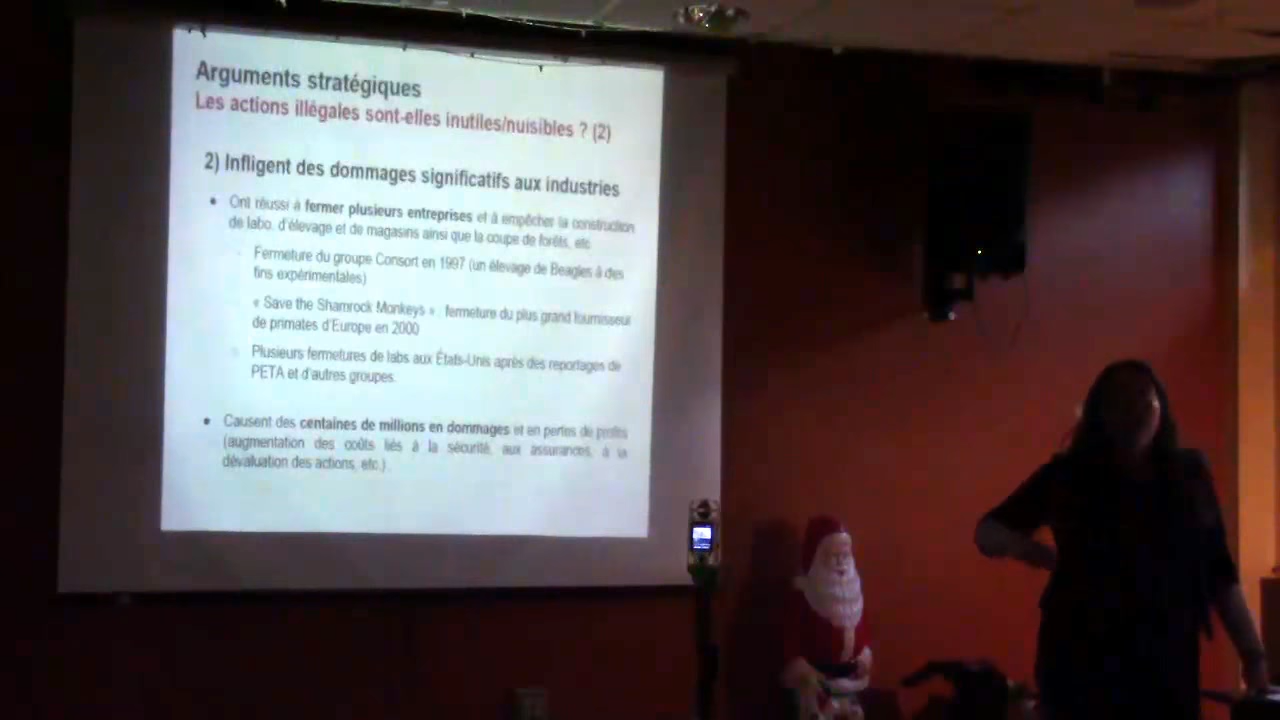 Arguments stratégiques
Les actions illégales sont-elles inutiles/nuisibles ? (2)
2) Infligent des dommages significatifs aux industries
• Ont réussi à fermer plusieurs entreprises et à empêcher la construction
de labo, d'élevage et de magasins ainsi que la coupe de forêts, etc
Fermeture du groupe Consort en 1997 (un élevage de Beagles à des
fins expérimentales)
« Save the Shamrock Monkeys » : fermeture du plus grand fournisseur
de primates d'Europe en 2000
Plusieurs fermetures de labs aux États-Unis après des reportages de
PETA et d'autres groupes.
• Causent des centaines de millions en dommages et en pertes de profits
(augmentation des coûts liés à la sécurité, aux assurances, à la
dévaluation des actions, etc.)